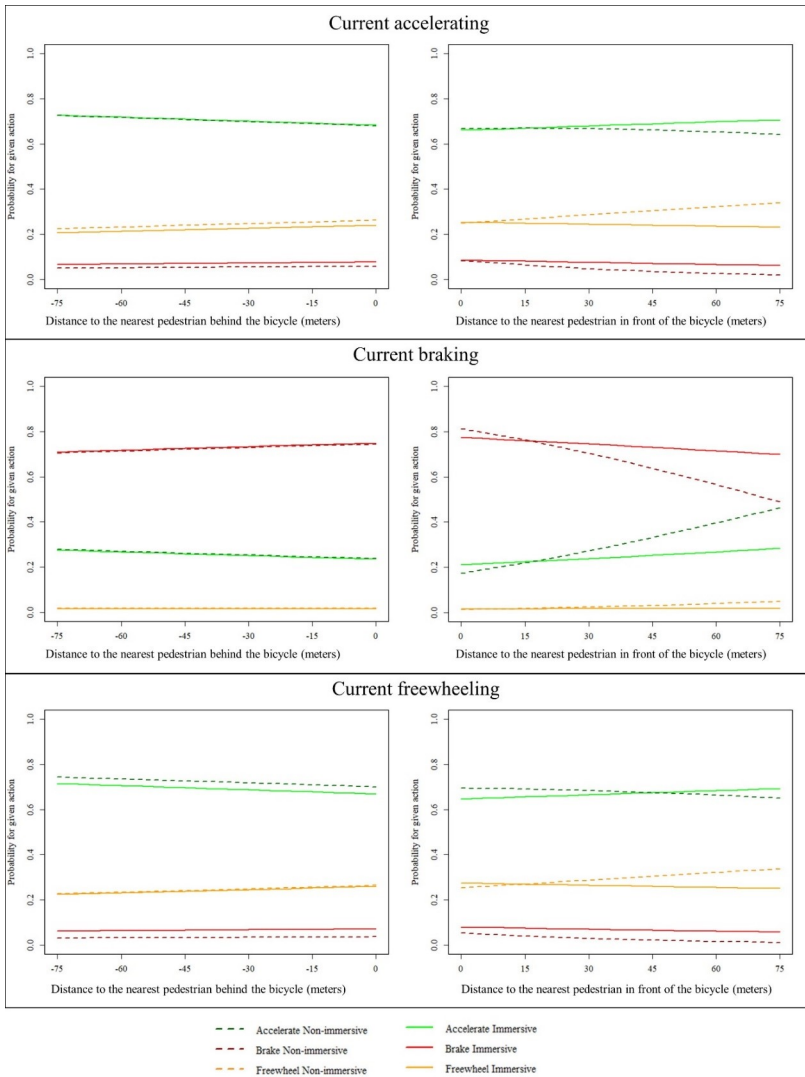 Current accelerating
Probability for given action
0.0 0.2 0.4 0.6 0.8 1.0
-75 -60 -45 -30 -15 0
Distance to the nearest pedestrian behind the bicycle (meters)
Probability for given action
0.0 0.2 0.4 0.6 0.8 1.0
0 15 30 45 60 75
Distance to the nearest pedestrian in front of the bicycle (meters)
Current braking
Probability for given action
0.0 0.2 0.4 0.6 0.8 1.0
-75 -60 -45 -30 -15 0
Distance to the nearest pedestrian behind the bicycle (meters)
Probability for given action
0.0 0.2 0.4 0.6 0.8 1.0
0 15 30 45 60 75
Distance to the nearest pedestrian in front of the bicycle (meters)
Current freewheeling
Probability for given action
0.0 0.2 0.4 0.6 0.8 1.0
-75 -60 -45 -30 -15 0
Distance to the nearest pedestrian behind the bicycle (meters)
Probability for given action
0.0 0.2 0.4 0.6 0.8 1.0
0 15 30 45 60 75
Distance to the nearest pedestrian in front of the bicycle (meters)
Accelerate Non-immersive
Accelerate Immersive
Brake Non-immersive
Brake Immersive
Freewheel Non-immersive
Freewheel Immersive